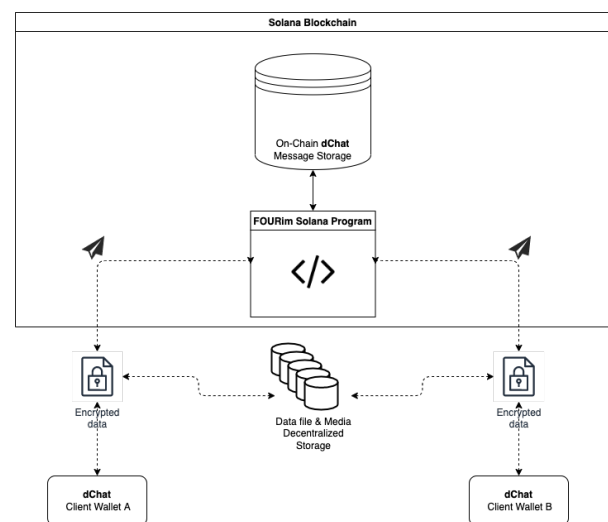 Solana Blockchain
On-Chain dChat
Message Storage
FOURim Solana Program
</>
Encrypted
data
Data file & Media
Decentralized
Storage
Encrypted
data
dChat
Client Wallet A
dChat
Client Wallet B